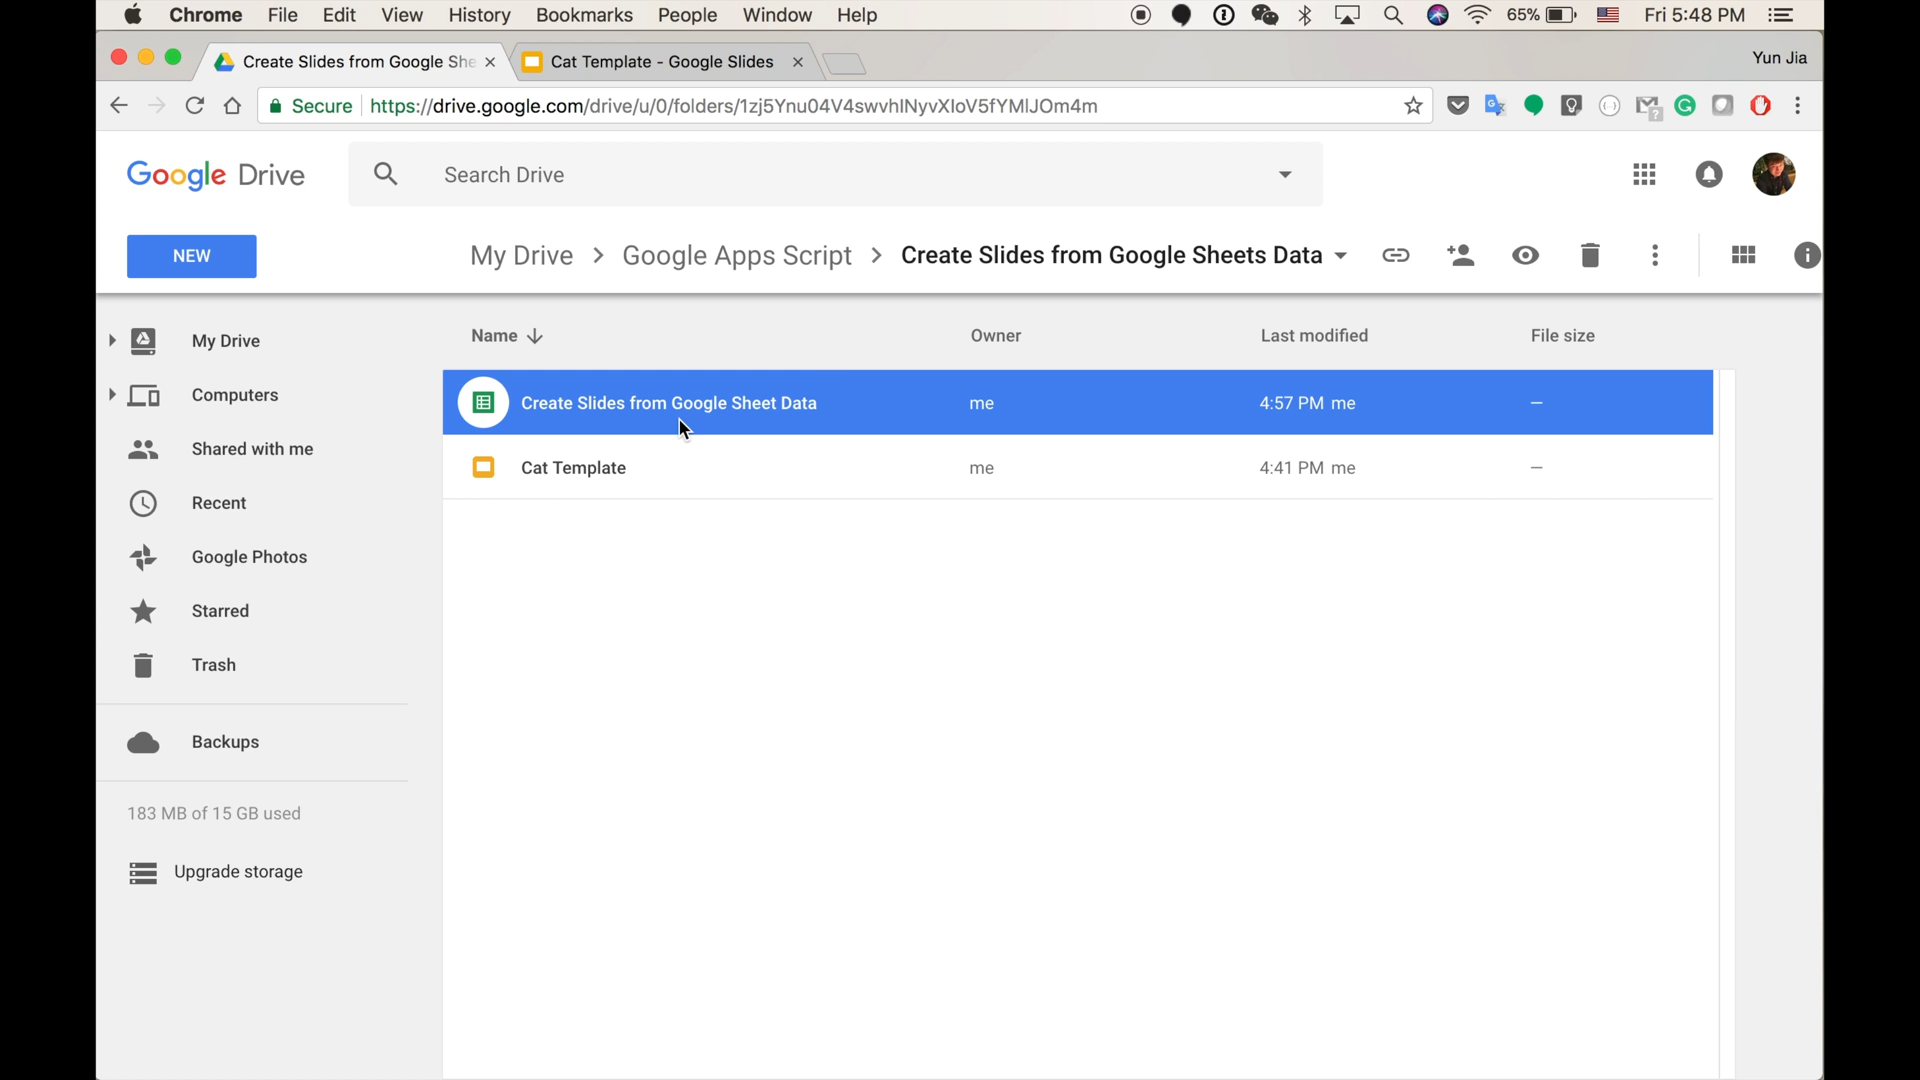 Chrome File Edit View History Bookmarks People Window Help 65% Fri 5:48 PM
Create Slides from Google She Cat Template - Google Slides Yun Jia
Secure https://drive.google.com/drive/u/0/folders/1zj5Ynu04V4swvhINyvXIoV5fYMlJOm4m
Google Drive Search Drive
NEW My Drive > Google Apps Script > Create Slides from Google Sheets Data
Name Owner Last modified File size
My Drive
Computers
Shared with me
Recent
Google Photos
Starred
Trash
Backups
183 MB of 15 GB used
Upgrade storage
Create Slides from Google Sheet Data me 4:57 PM me —
Cat Template me 4:41 PM me —